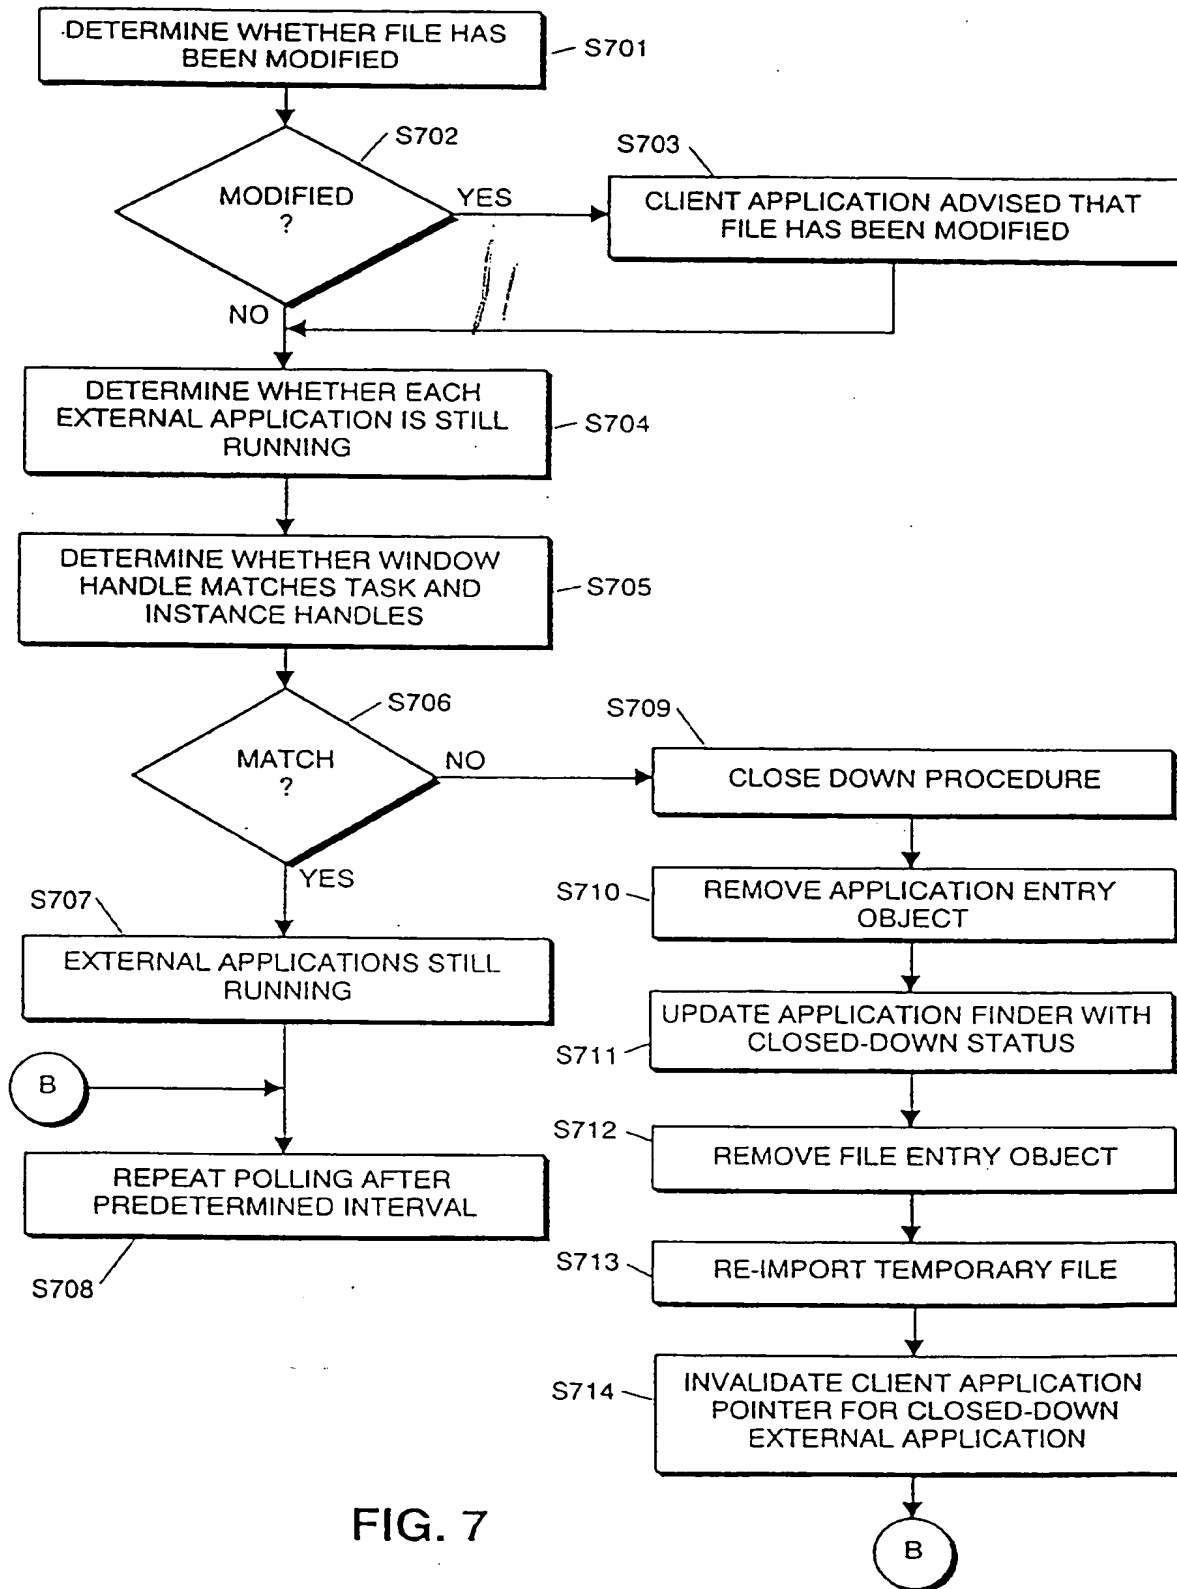 DETERMINE WHETHER FILE HAS
BEEN MODIFIED
S701
S702
MODIFIED
?
YES
NO
S703
CLIENT APPLICATION ADVISED THAT
FILE HAS BEEN MODIFIED
DETERMINE WHETHER EACH
EXTERNAL APPLICATION IS STILL
RUNNING
S704
DETERMINE WHETHER WINDOW
HANDLE MATCHES TASK AND
INSTANCE HANDLES
S705
S706
MATCH
?
NO
YES
S707
EXTERNAL APPLICATIONS STILL
RUNNING
B
REPEAT POLLING AFTER
PREDETERMINED INTERVAL
S708
S709
CLOSE DOWN PROCEDURE
S710
REMOVE APPLICATION ENTRY
OBJECT
UPDATE APPLICATION FINDER WITH
CLOSED-DOWN STATUS
S711
S712
REMOVE FILE ENTRY OBJECT
S713
RE-IMPORT TEMPORARY FILE
S714
INVALIDATE CLIENT APPLICATION
POINTER FOR CLOSED-DOWN
EXTERNAL APPLICATION
B
FIG. 7